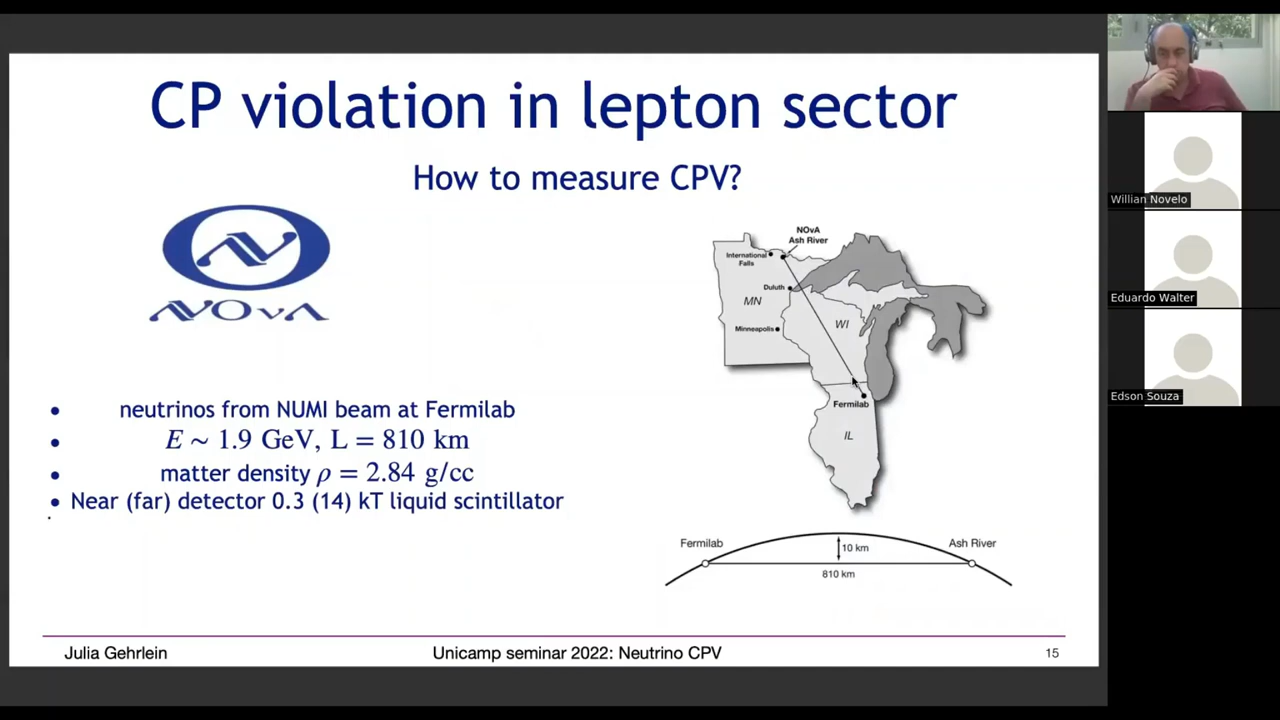 CP violation in lepton sector
How to measure CPV?
NOνA
• neutrinos from NUMI beam at Fermilab
• E ~ 1.9 GeV, L = 810 km
• matter density ρ = 2.84 g/cc
• Near (far) detector 0.3 (14) kT liquid scintillator
NOvA
Ash River
International
Falls
Duluth
MN
Minneapolis
WI
Fermilab
IL
Fermilab
Ash River
10 km
810 km
Julia Gehrlein
Unicamp seminar 2022: Neutrino CPV
15
Willian Novelo
Eduardo Walter
Edson Souza